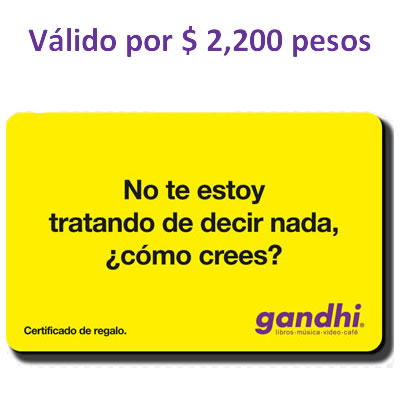 Válido por $ 2,200 pesos
No te estoy
tratando de decir nada,
¿cómo crees?
Certificado de regalo.
gandhi®
libros·música·video·café